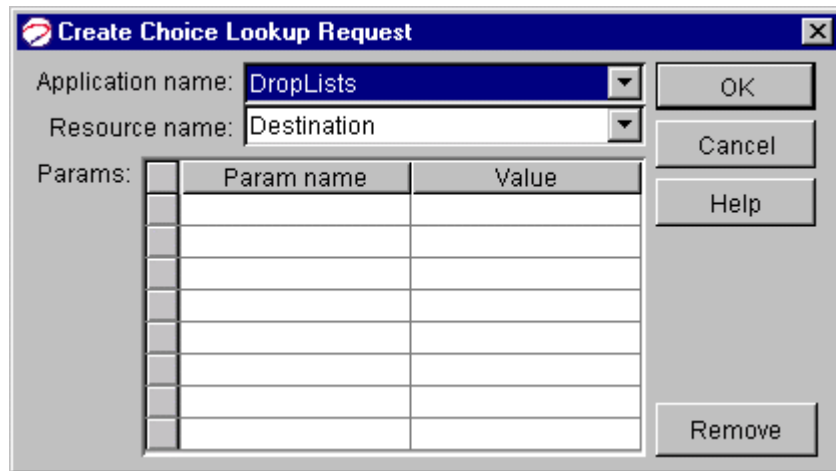 Create Choice Lookup Request
Application name: DropLists
OK
Resource name: Destination
Cancel
Params:
Param name Value
Help
Remove